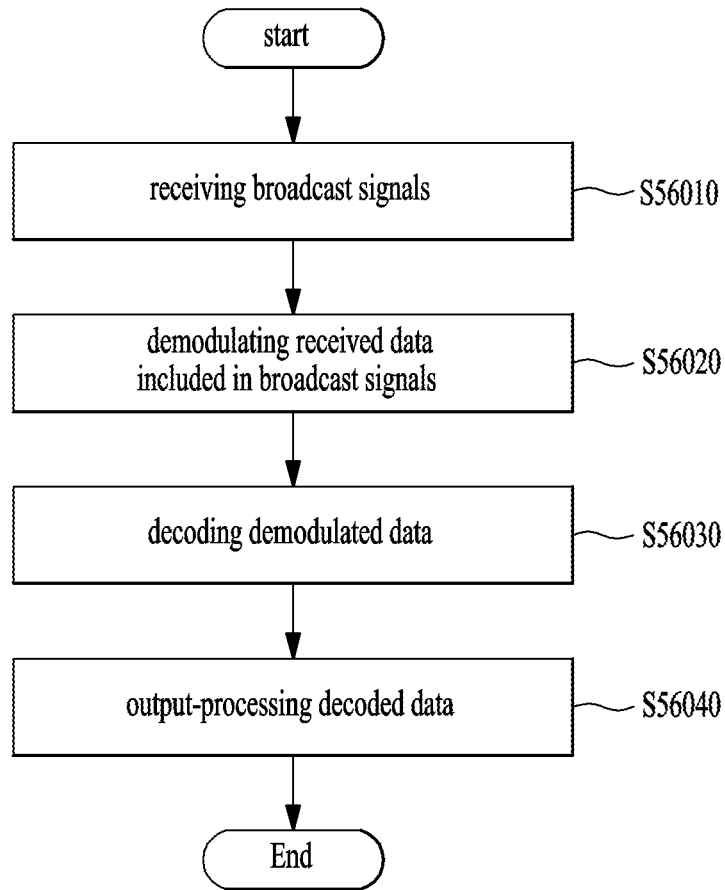 start
receiving broadcast signals
S56010
demodulating received data
included in broadcast signals
S56020
decoding demodulated data
S56030
output-processing decoded data
S56040
End